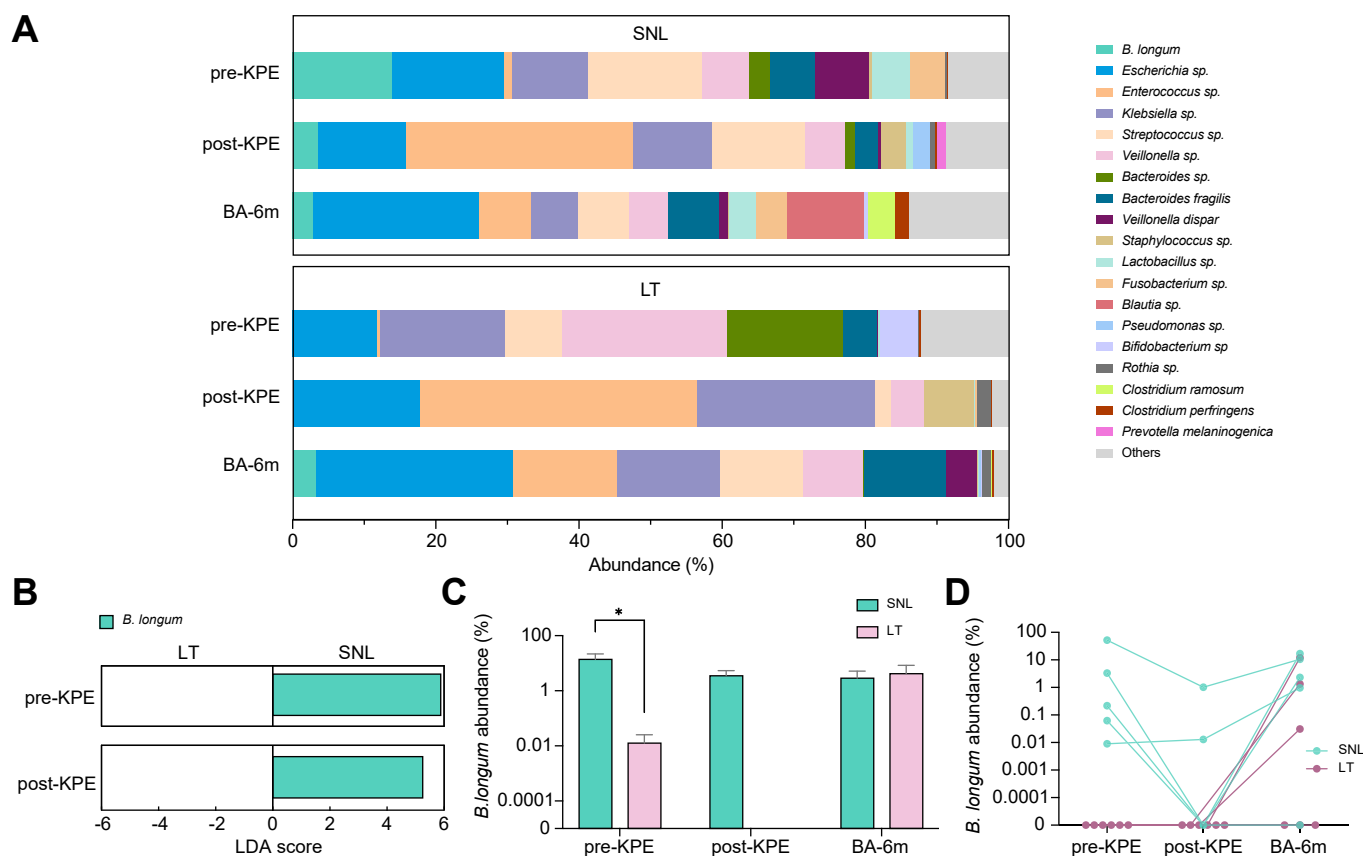 A
SNL
pre-KPE
post-KPE
BA-6m
LT
pre-KPE
post-KPE
BA-6m
0 20 40 60 80 100
Abundance (%)
B. longum
Escherichia sp.
Enterococcus sp.
Klebsiella sp.
Streptococcus sp.
Veillonella sp.
Bacteroides sp.
Bacteroides fragilis
Veillonella dispar
Staphylococcus sp.
Lactobacillus sp.
Fusobacterium sp.
Blautia sp.
Pseudomonas sp.
Bifidobacterium sp
Rothia sp.
Clostridium ramosum
Clostridium perfringens
Prevotella melaninogenica
Others
B
B. longum
LT SNL
pre-KPE
post-KPE
-6 -4 -2 0 2 4 6
LDA score
C
SNL
LT
*
B.longum abundance (%)
100
1
0.01
0.0001
0
pre-KPE post-KPE BA-6m
D
B. longum abundance (%)
100
10
1
0.1
0.01
0.001
0.0001
0
SNL
LT
pre-KPE post-KPE BA-6m